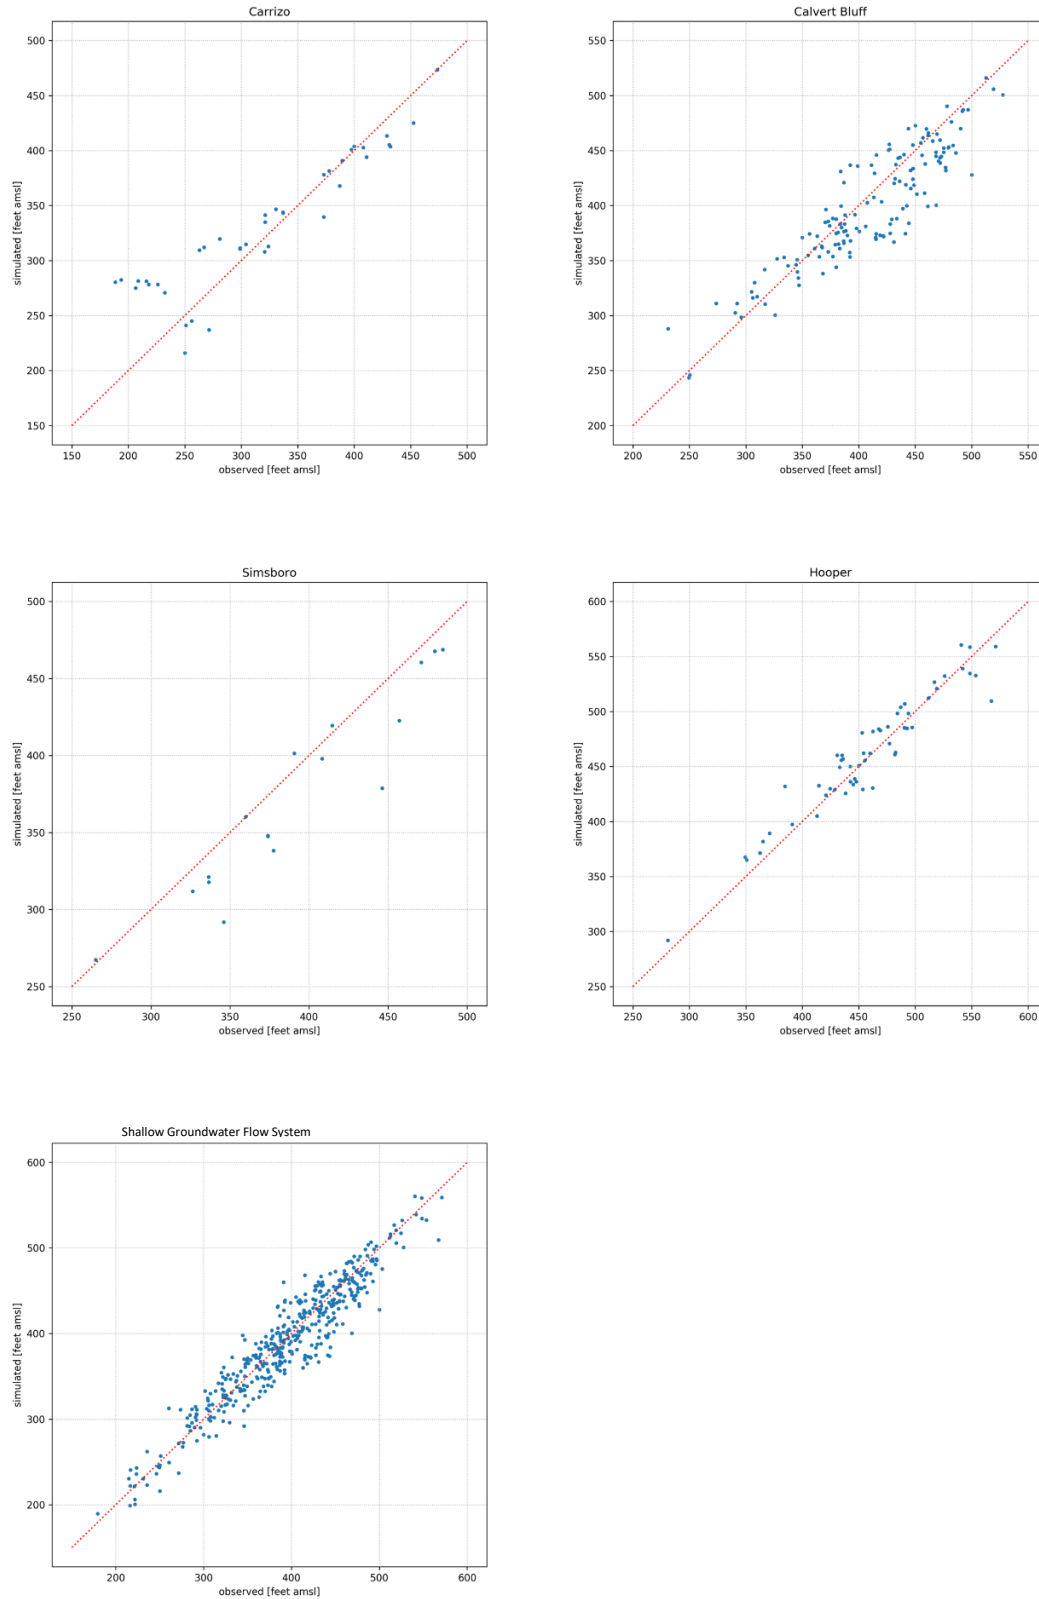 Carrizo
500
450
400
350
300
250
200
150
simulated [feet amsl]
150 200 250 300 350 400 450 500
observed [feet amsl]
Calvert Bluff
550
500
450
400
350
300
250
200
simulated [feet amsl]
200 250 300 350 400 450 500 550
observed [feet amsl]
Simsboro
500
450
400
350
300
250
simulated [feet amsl]
250 300 350 400 450 500
observed [feet amsl]
Hooper
600
550
500
450
400
350
300
250
simulated [feet amsl]
250 300 350 400 450 500 550 600
observed [feet amsl]
Shallow Groundwater Flow System
600
500
400
300
200
simulated [feet amsl]
200 300 400 500 600
observed [feet amsl]